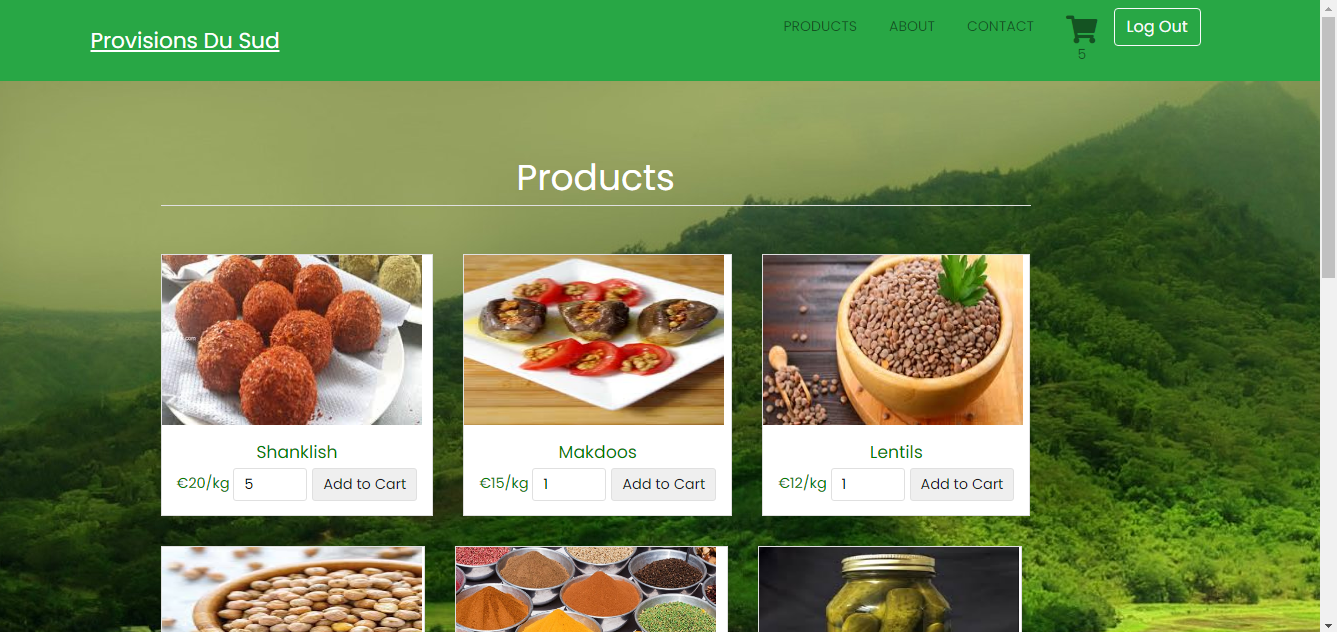 Provisions Du Sud
PRODUCTS ABOUT CONTACT Log Out
5
Products
Shanklish
€20/kg 5 Add to Cart
Makdoos
€15/kg 1 Add to Cart
Lentils
€12/kg 1 Add to Cart